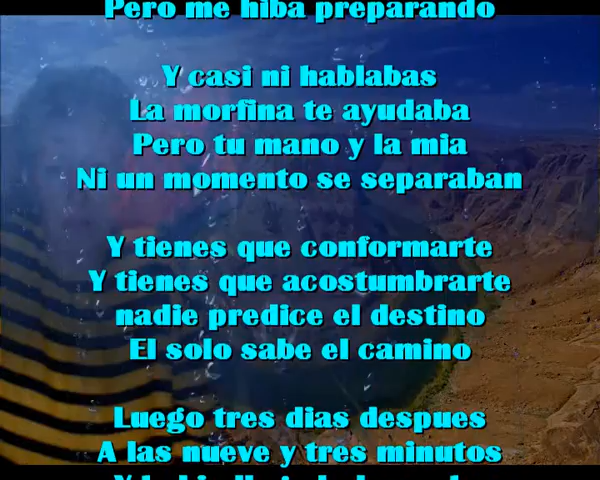 Pero me hiba preparando
Y casi ni hablabas
La morfina te ayudaba
Pero tu mano y la mia
Ni un momento se separaban
Y tienes que conformarte
Y tienes que acostumbrarte
nadie predice el destino
El solo sabe el camino
Luego tres dias despues
A las nueve y tres minutos